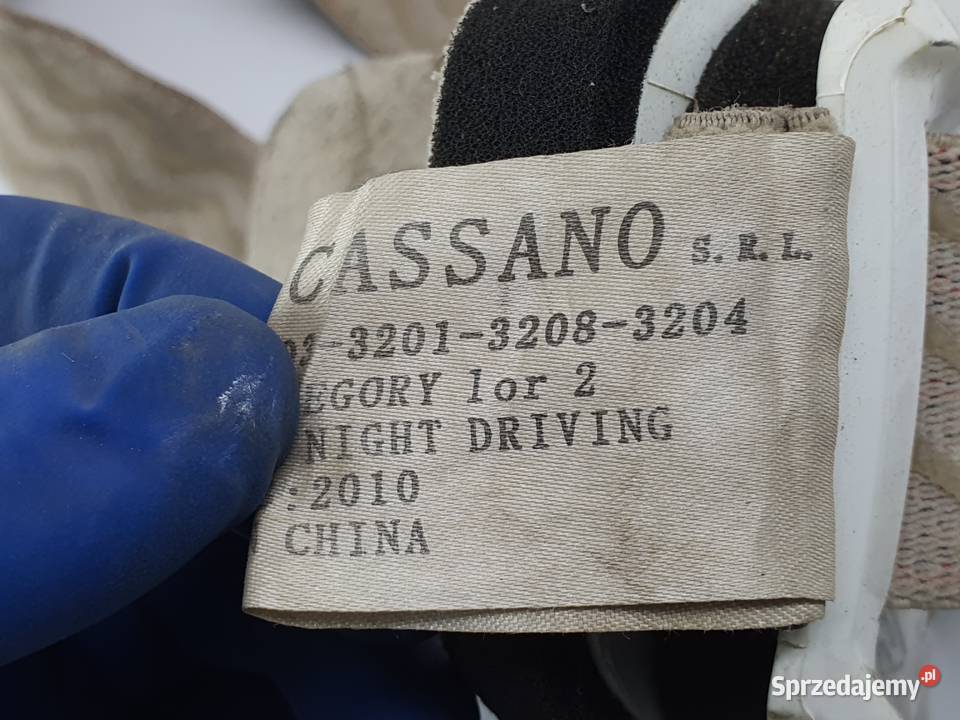 CASSANO S.R.L.
-3201-3208-3204
EGORY 1or 2
NIGHT DRIVING
:2010
CHINA
Sprzedajemy.pl